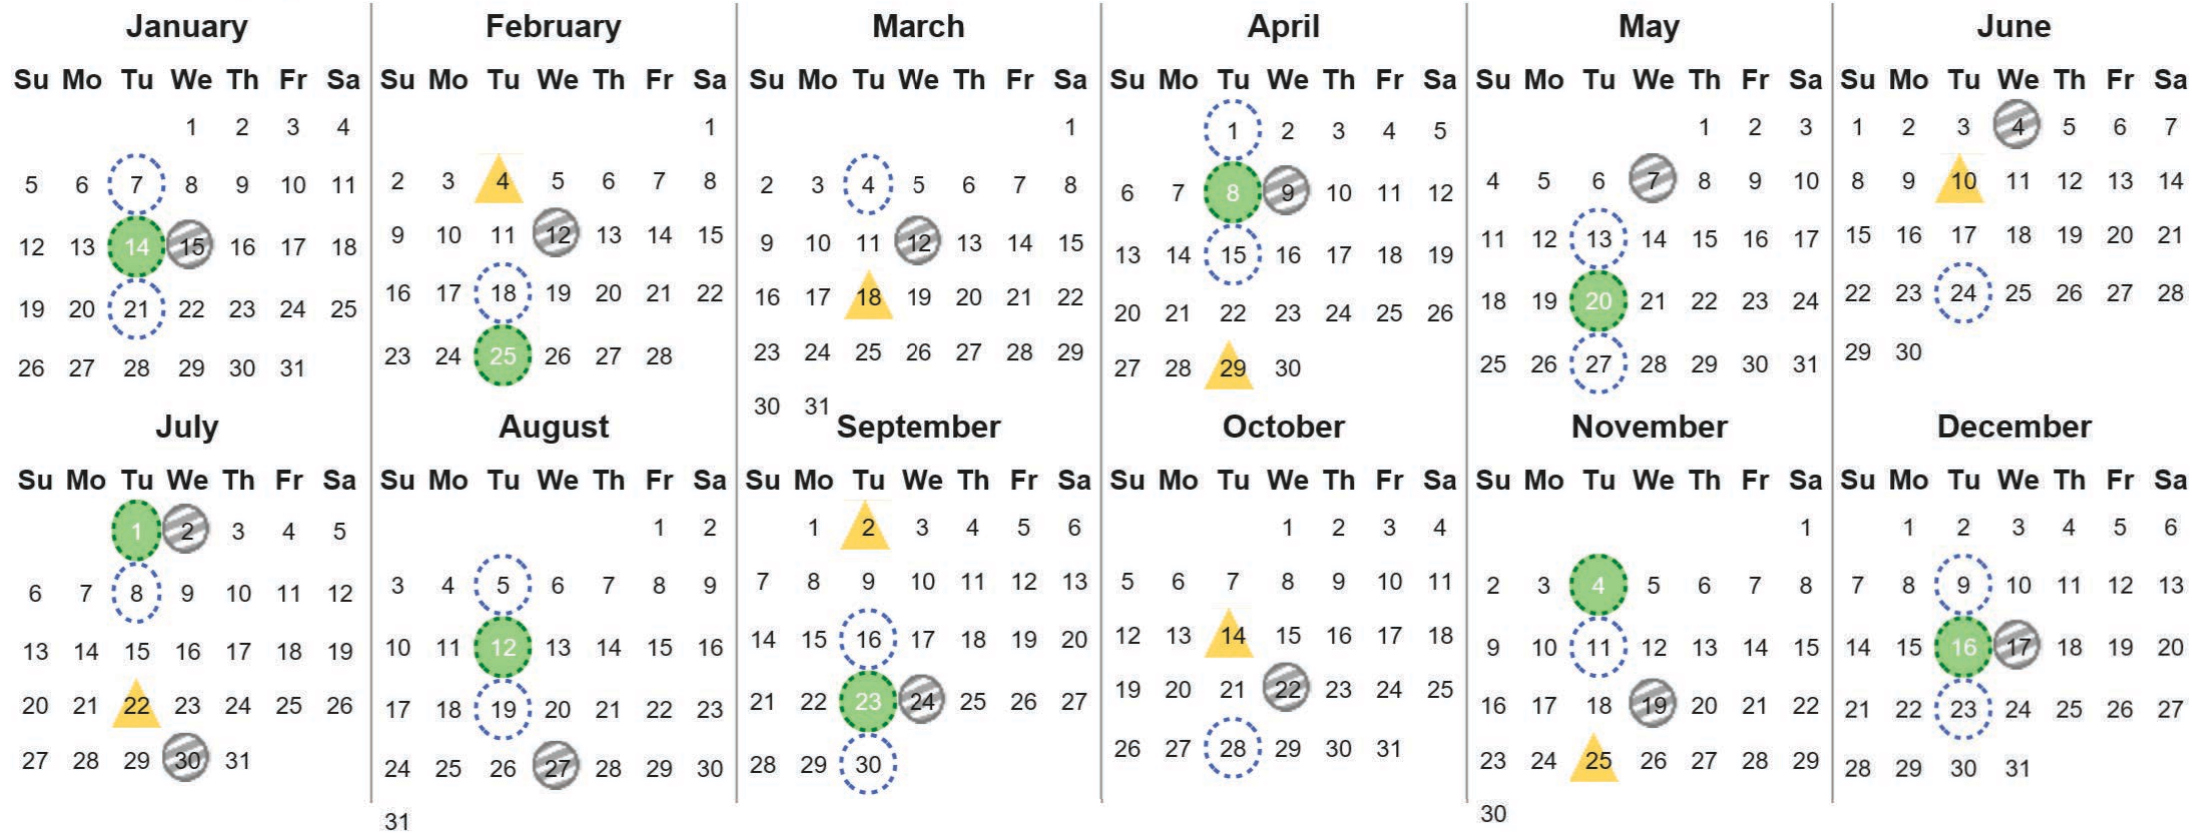 January February March April May June
Su Mo Tu We Th Fr Sa Su Mo Tu We Th Fr Sa Su Mo Tu We Th Fr Sa Su Mo Tu We Th Fr Sa Su Mo Tu We Th Fr Sa Su Mo Tu We Th Fr Sa
1 2 3 4 1 1 1 2 3 4 5 1 2 3 1 2 3 4 5 6 7
5 6 7 8 9 10 11 2 3 4 5 6 7 8 2 3 4 5 6 7 8 6 7 8 9 10 11 12 4 5 6 7 8 9 10 8 9 10 11 12 13 14
12 13 14 15 16 17 18 9 10 11 12 13 14 15 9 10 11 12 13 14 15 13 14 15 16 17 18 19 11 12 13 14 15 16 17 15 16 17 18 19 20 21
19 20 21 22 23 24 25 16 17 18 19 20 21 22 16 17 18 19 20 21 22 20 21 22 23 24 25 26 18 19 20 21 22 23 24 22 23 24 25 26 27 28
26 27 28 29 30 31 23 24 25 26 27 28 23 24 25 26 27 28 29 27 28 29 30 25 26 27 28 29 30 31 29 30
30 31
July August September October November December
Su Mo Tu We Th Fr Sa Su Mo Tu We Th Fr Sa Su Mo Tu We Th Fr Sa Su Mo Tu We Th Fr Sa Su Mo Tu We Th Fr Sa Su Mo Tu We Th Fr Sa
1 2 3 4 5 1 2 1 2 3 4 5 6 1 2 3 4 1 1 2 3 4 5 6
6 7 8 9 10 11 12 3 4 5 6 7 8 9 7 8 9 10 11 12 13 5 6 7 8 9 10 11 2 3 4 5 6 7 8 7 8 9 10 11 12 13
13 14 15 16 17 18 19 10 11 12 13 14 15 16 14 15 16 17 18 19 20 12 13 14 15 16 17 18 9 10 11 12 13 14 15 14 15 16 17 18 19 20
20 21 22 23 24 25 26 17 18 19 20 21 22 23 21 22 23 24 25 26 27 19 20 21 22 23 24 25 16 17 18 19 20 21 22 21 22 23 24 25 26 27
27 28 29 30 31 24 25 26 27 28 29 30 28 29 30 26 27 28 29 30 31 23 24 25 26 27 28 29 28 29 30 31
31 30